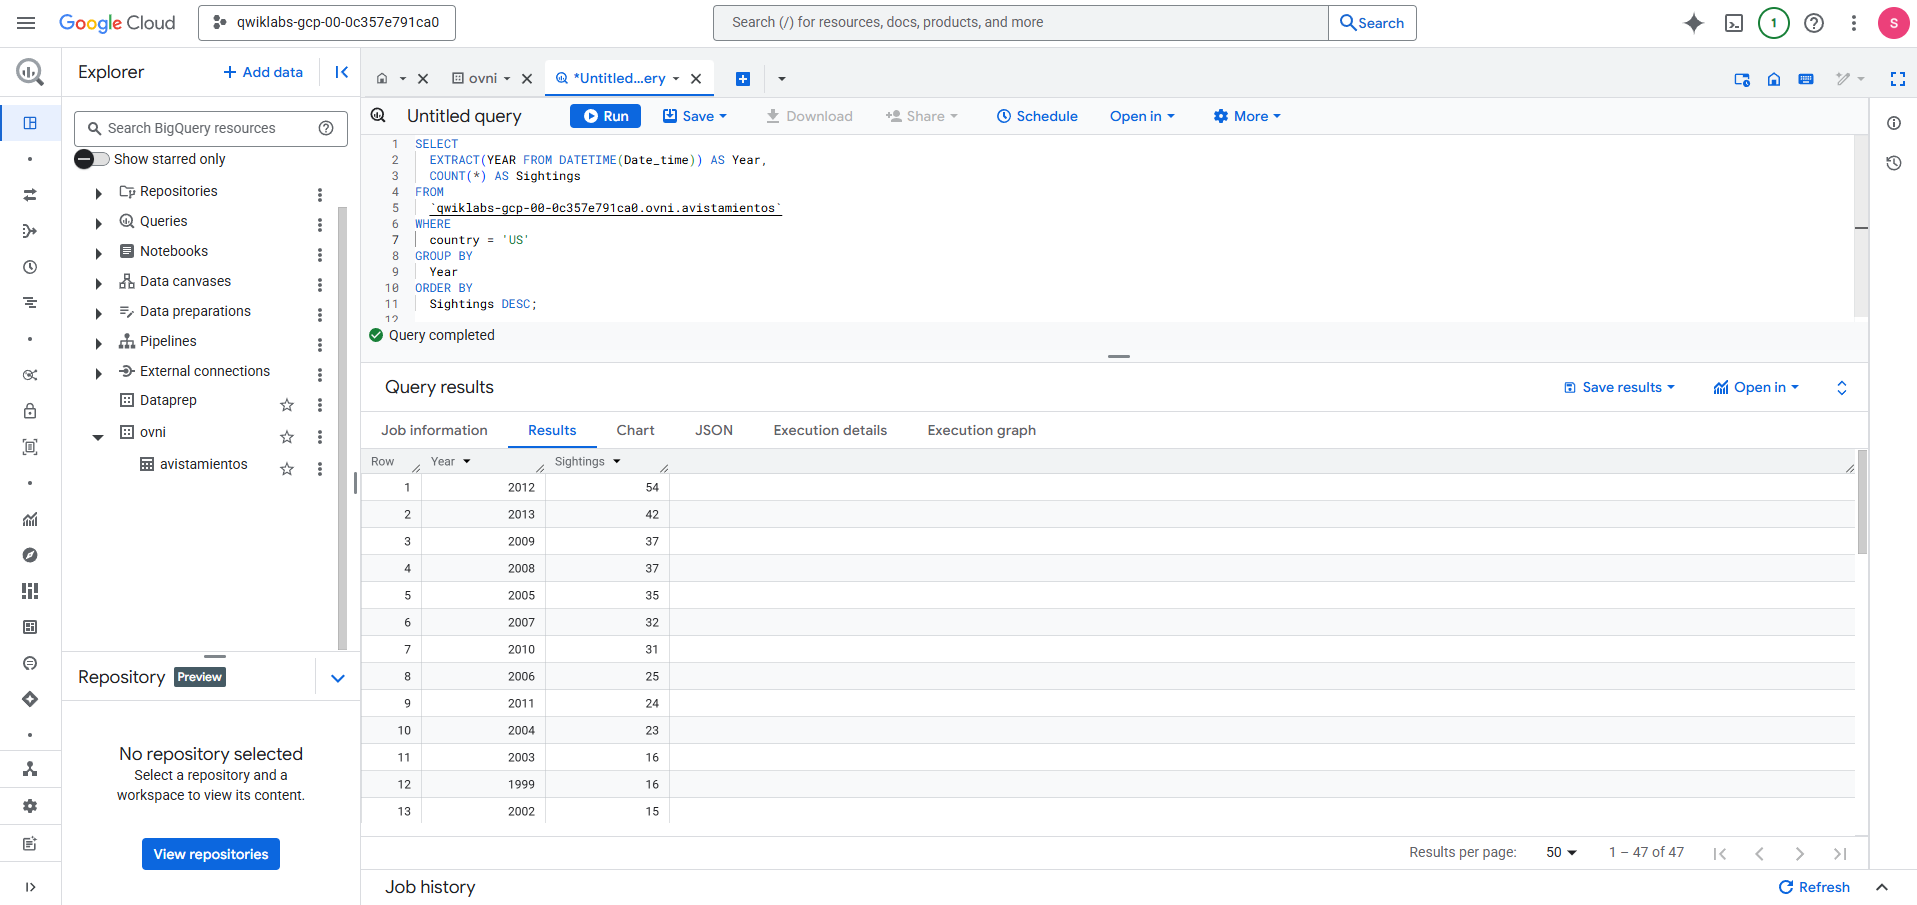 Google Cloud
qwiklabs-gcp-00-0c357e791ca0
Search (/) for resources, docs, products, and more
Search
1
S
Explorer
+ Add data
Search BigQuery resources
Show starred only
Repositories
Queries
Notebooks
Data canvases
Data preparations
Pipelines
External connections
Dataprep
ovni
avistamientos
Repository Preview
No repository selected
Select a repository and a
workspace to view its content.
View repositories
ovni
*Untitled...ery
Untitled query
Run
Save
Download
Share
Schedule
Open in
More
1 SELECT
2 EXTRACT(YEAR FROM DATETIME(Date_time)) AS Year,
3 COUNT(*) AS Sightings
4 FROM
5 `qwiklabs-gcp-00-0c357e791ca0.ovni.avistamientos`
6 WHERE
7 country = 'US'
8 GROUP BY
9 Year
10 ORDER BY
11 Sightings DESC;
12
Query completed
Query results
Save results
Open in
Job information Results Chart JSON Execution details Execution graph
Row Year Sightings
1 2012 54
2 2013 42
3 2009 37
4 2008 37
5 2005 35
6 2007 32
7 2010 31
8 2006 25
9 2011 24
10 2004 23
11 2003 16
12 1999 16
13 2002 15
Results per page: 50 1 – 47 of 47
Job history
Refresh